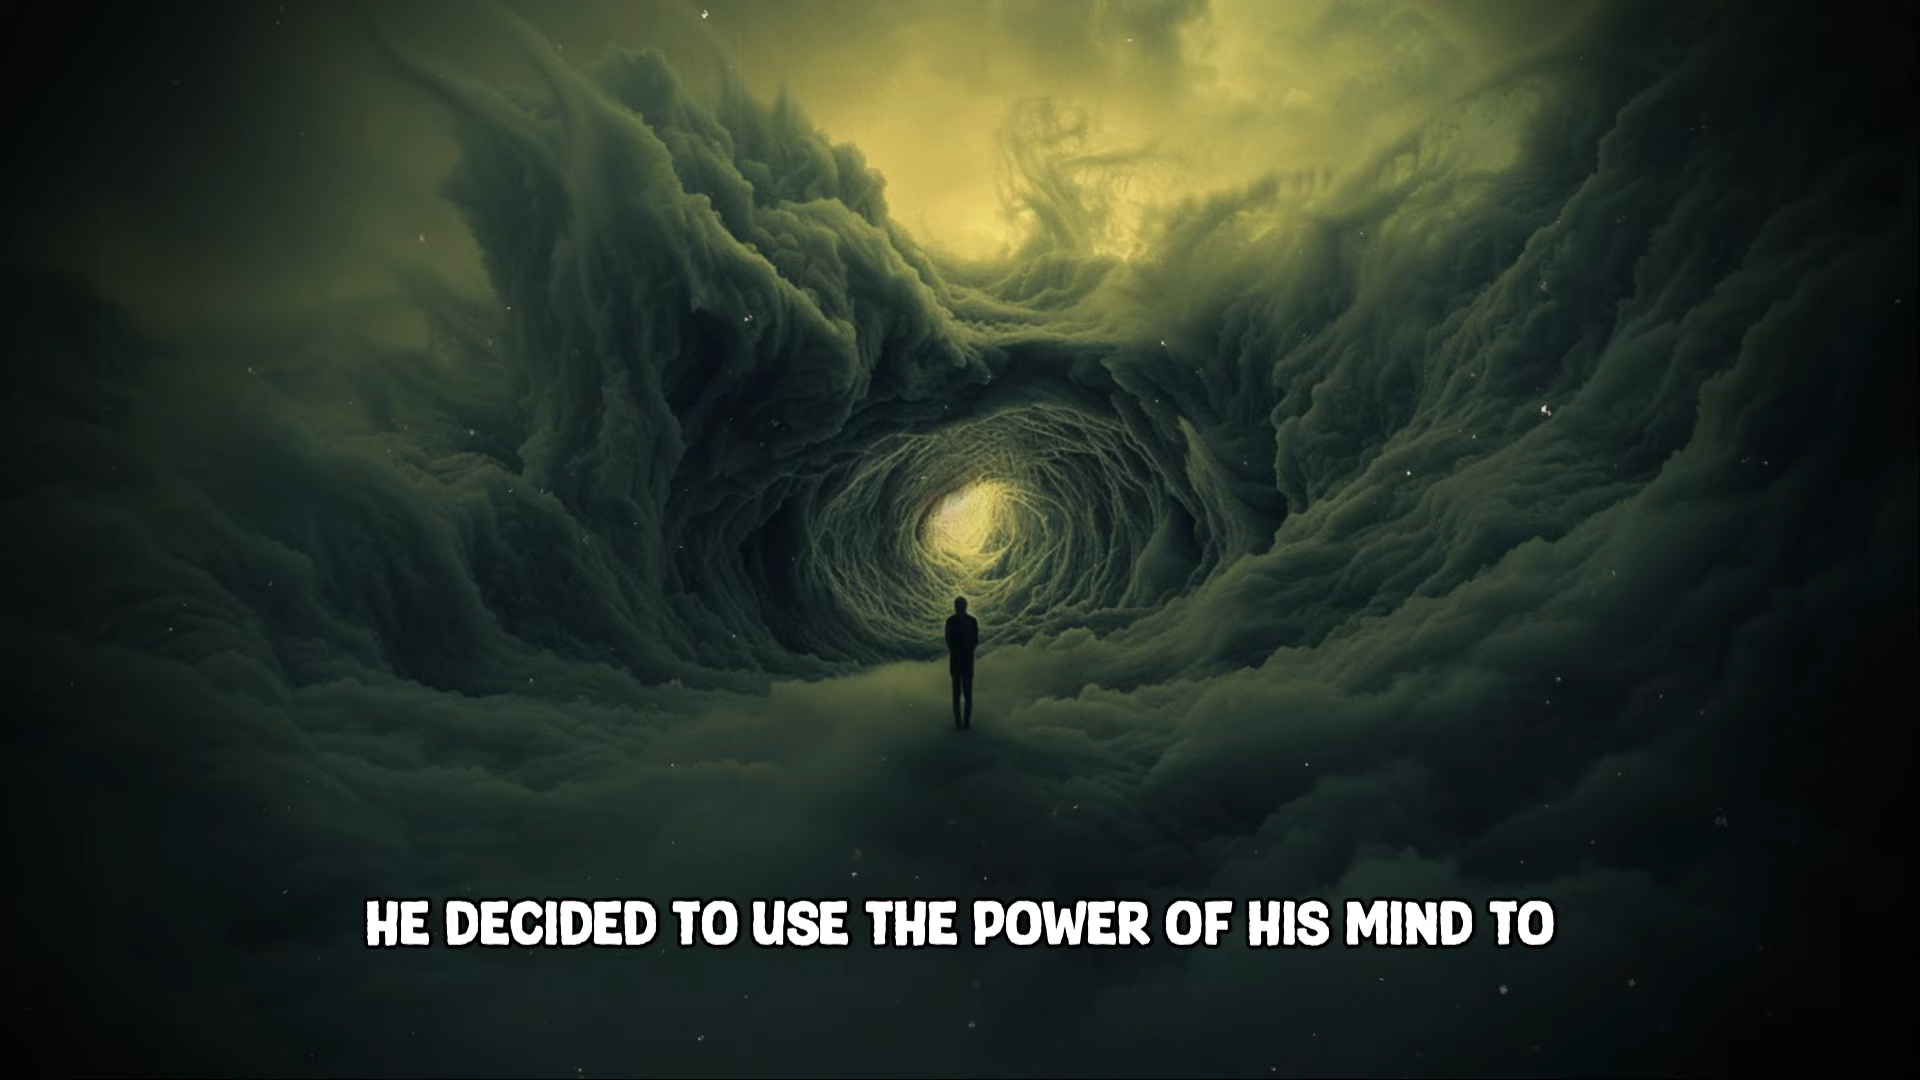 HE DECIDED TO USE THE POWER OF HIS MIND TO